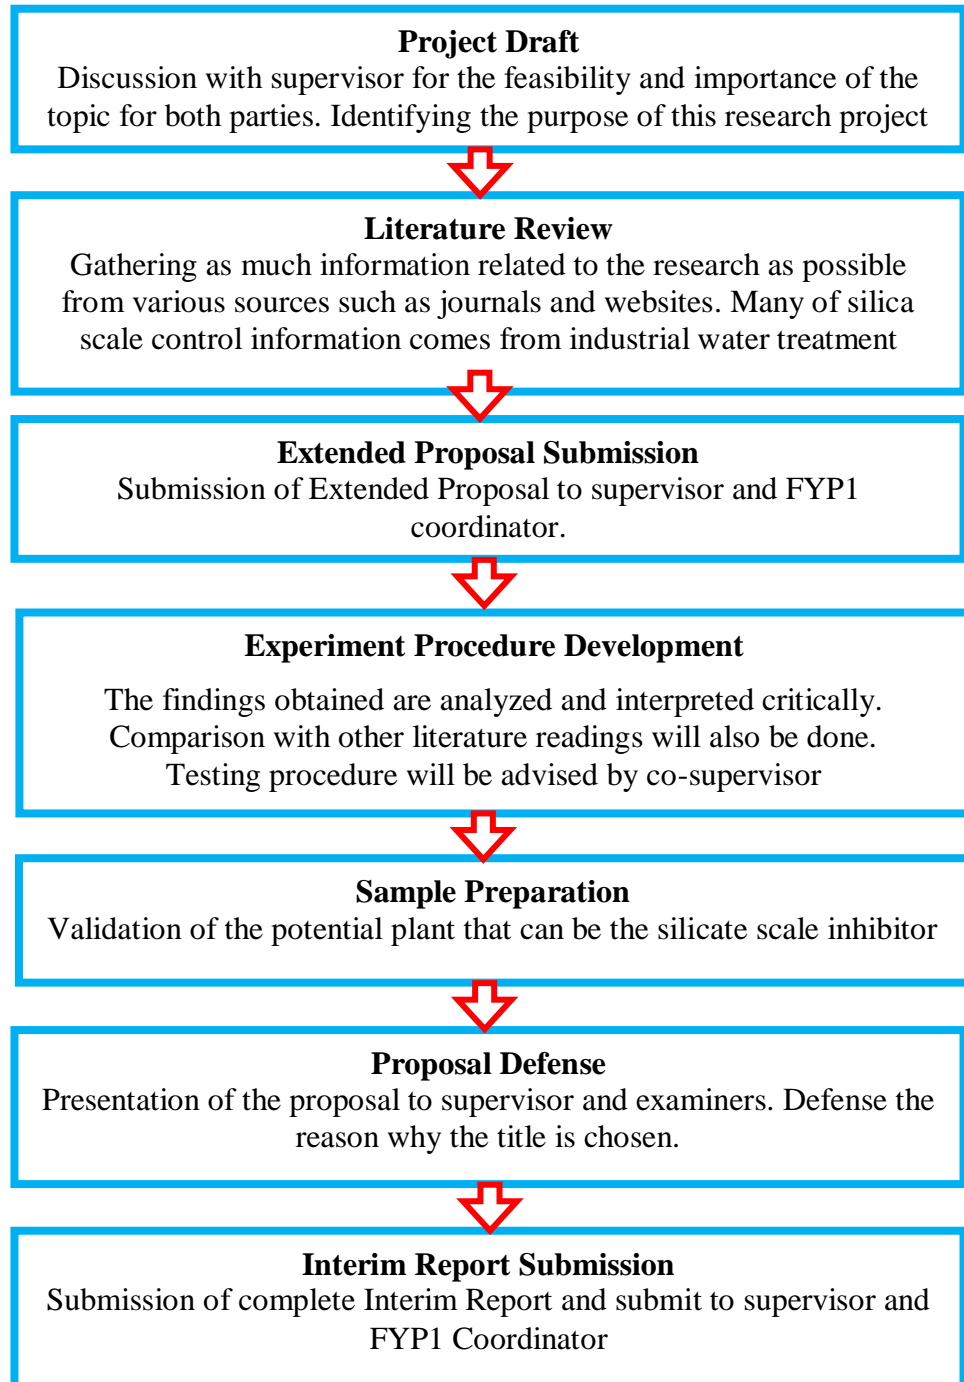 Project Draft
Discussion with supervisor for the feasibility and importance of the
topic for both parties. Identifying the purpose of this research project
Literature Review
Gathering as much information related to the research as possible
from various sources such as journals and websites. Many of silica
scale control information comes from industrial water treatment
Extended Proposal Submission
Submission of Extended Proposal to supervisor and FYP1
coordinator.
Experiment Procedure Development
The findings obtained are analyzed and interpreted critically.
Comparison with other literature readings will also be done.
Testing procedure will be advised by co-supervisor
Sample Preparation
Validation of the potential plant that can be the silicate scale inhibitor
Proposal Defense
Presentation of the proposal to supervisor and examiners. Defense the
reason why the title is chosen.
Interim Report Submission
Submission of complete Interim Report and submit to supervisor and
FYP1 Coordinator